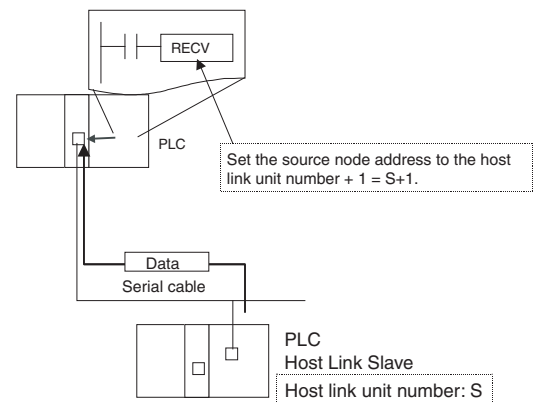 RECV
PLC
Set the source node address to the host
link unit number + 1 = S+1.
Data
Serial cable
PLC
Host Link Slave
Host link unit number: S